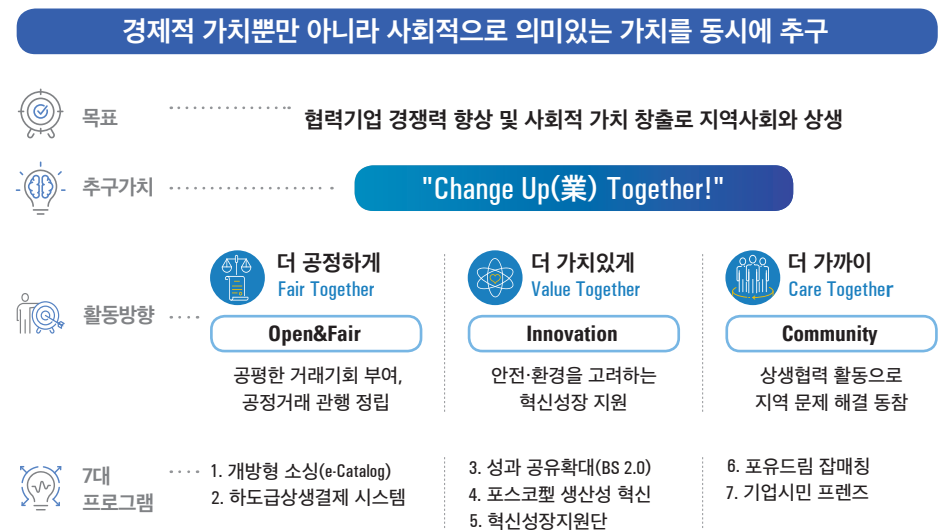 경제적 가치뿐만 아니라 사회적으로 의미있는 가치를 동시에 추구
목표
협력기업 경쟁력 향상 및 사회적 가치 창출로 지역사회와 상생
추구가치
"Change Up(業) Together!"
활동방향
더 공정하게
Fair Together
Open&Fair
공평한 거래기회 부여,
공정거래 관행 정립
더 가치있게
Value Together
Innovation
안전·환경을 고려하는
혁신성장 지원
더 가까이
Care Together
Community
상생협력 활동으로
지역 문제 해결 동참
7대
프로그램
1. 개방형 소싱(e-Catalog)
2. 하도급상생결제 시스템
3. 성과 공유확대(BS 2.0)
4. 포스코型 생산성 혁신
5. 혁신성장지원단
6. 포유드림 잡매칭
7. 기업시민 프렌즈